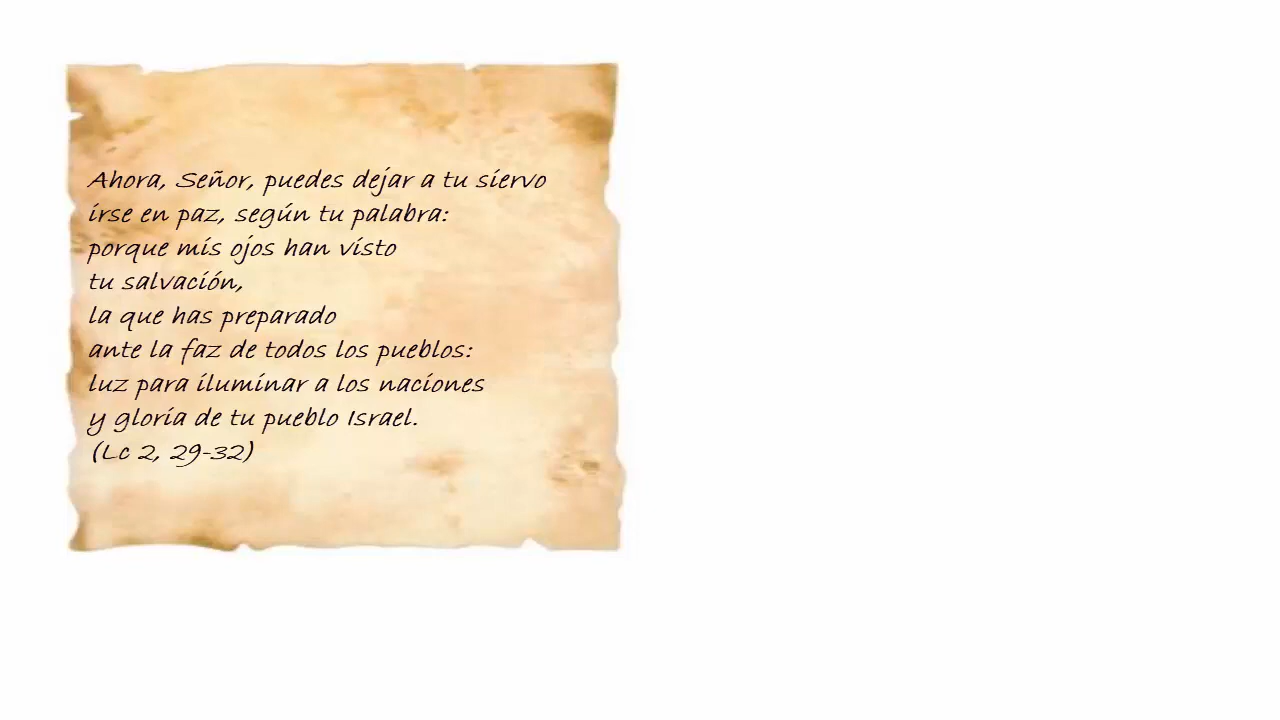 Ahora, Señor, puedes dejar a tu siervo
irse en paz, según tu palabra:
porque mis ojos han visto
tu salvación,
la que has preparado
ante la faz de todos los pueblos:
luz para iluminar a los naciones
y gloria de tu pueblo Israel.
(Lc 2, 29-32)